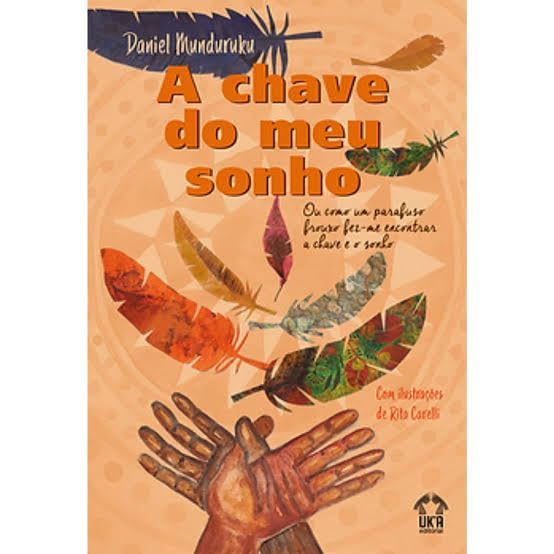 Daniel Munduruku
A chave
do meu
sonho
Ou como um parafuso
frouxo fez-me encontrar
a chave e o sonho
Com ilustrações
de Rita Carelli
UK'A
editorial